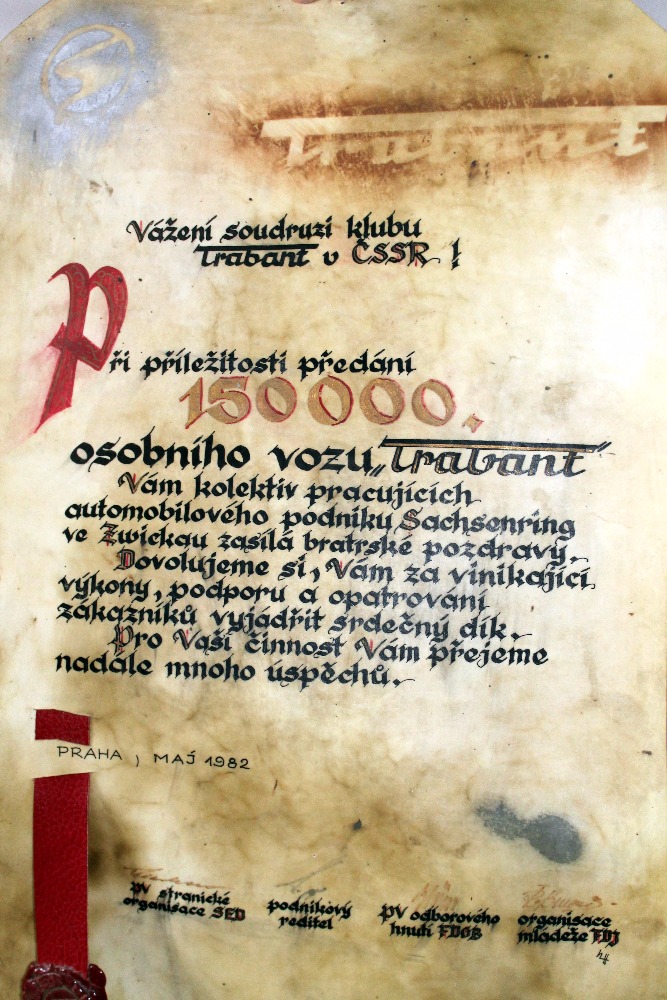 Trabant
Vážení soudruzi klubu
Trabant v ČSSR !
Při příležitosti předání
150000.
osobního vozu „Trabant"
Vám kolektiv pracujících
automobilového podniku Sachsenring
ve Zwickau zasílá bratrské pozdravy.
Dovolujeme si, Vám za vinikající
výkony, podporu a opatrování
zákazníků vyjádřit srdečný dík.
Pro Vaší činnost Vám přejeme
nadále mnoho úspěchů.
PRAHA , MAJ 1982
pv stranické
organisace SED
podnikový
reditel
pv odborového
hnutí FDGB
organisace
mládeže FDJ